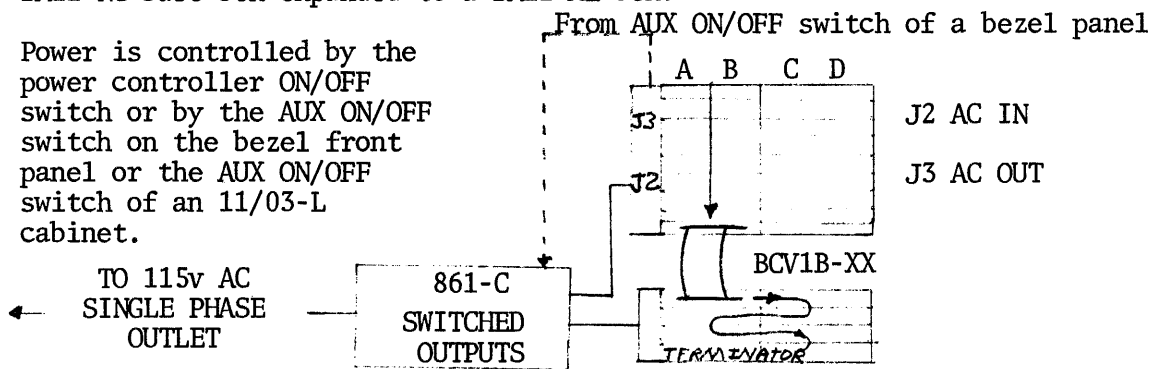 From AUX ON/OFF switch of a bezel panel
Power is controlled by the
power controller ON/OFF
switch or by the AUX ON/OFF
switch on the bezel front
panel or the AUX ON/OFF
switch of an 11/03-L
cabinet.
A B C D
J3
J2
J2 AC IN
J3 AC OUT
BCV1B-XX
TO 115v AC
SINGLE PHASE
OUTLET
861-C
SWITCHED
OUTPUTS
TERMINATOR